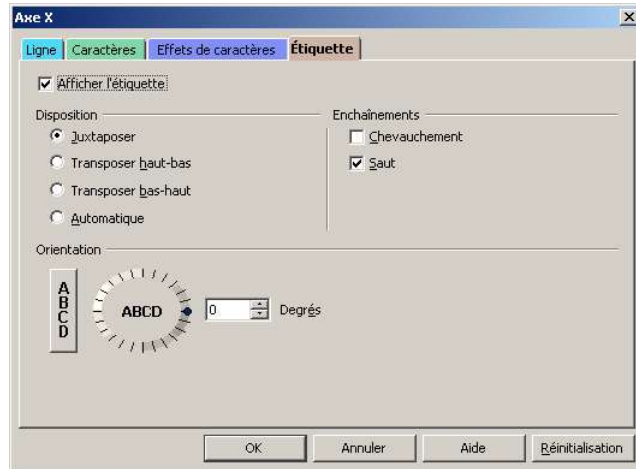 Axe X
Ligne Caractères Effets de caractères Étiquette
Afficher l'étiquette
Disposition
Juxtaposer
Transposer haut-bas
Transposer bas-haut
Automatique
Enchaînements
Chevauchement
Saut
Orientation
ABCD
ABCD
0 Degrés
OK Annuler Aide Réinitialisation